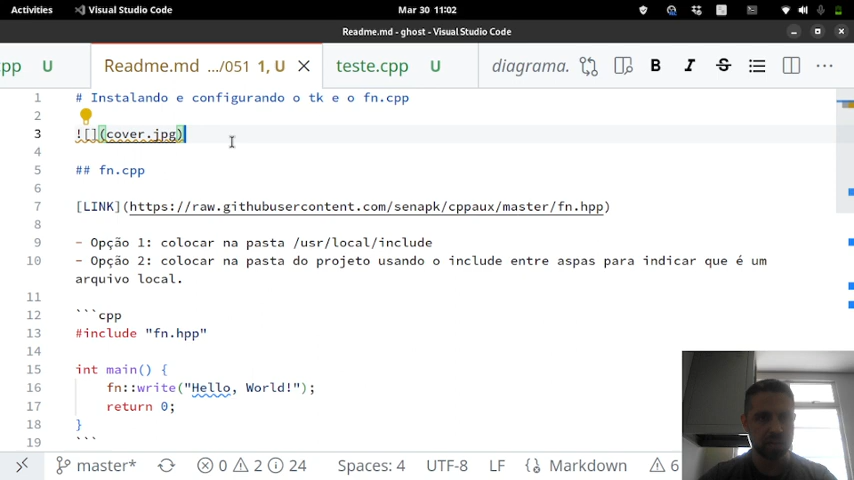 Activities Visual Studio Code Mar 30 11:02
Readme.md - ghost - Visual Studio Code
pp U Readme.md .../051 1, U teste.cpp U diagrama. B I S
1 # Instalando e configurando o tk e o fn.cpp
2
3 ![](cover.jpg)
4
5 ## fn.cpp
6
7 [LINK](https://raw.githubusercontent.com/senapk/cppaux/master/fn.hpp)
8
9 - Opção 1: colocar na pasta /usr/local/include
10 - Opção 2: colocar na pasta do projeto usando o include entre aspas para indicar que é um
arquivo local.
11
12 ```cpp
13 #include "fn.hpp"
14
15 int main() {
16 fn::write("Hello, World!");
17 return 0;
18 }
19 ```
master* 0 2 24 Spaces: 4 UTF-8 LF Markdown 6